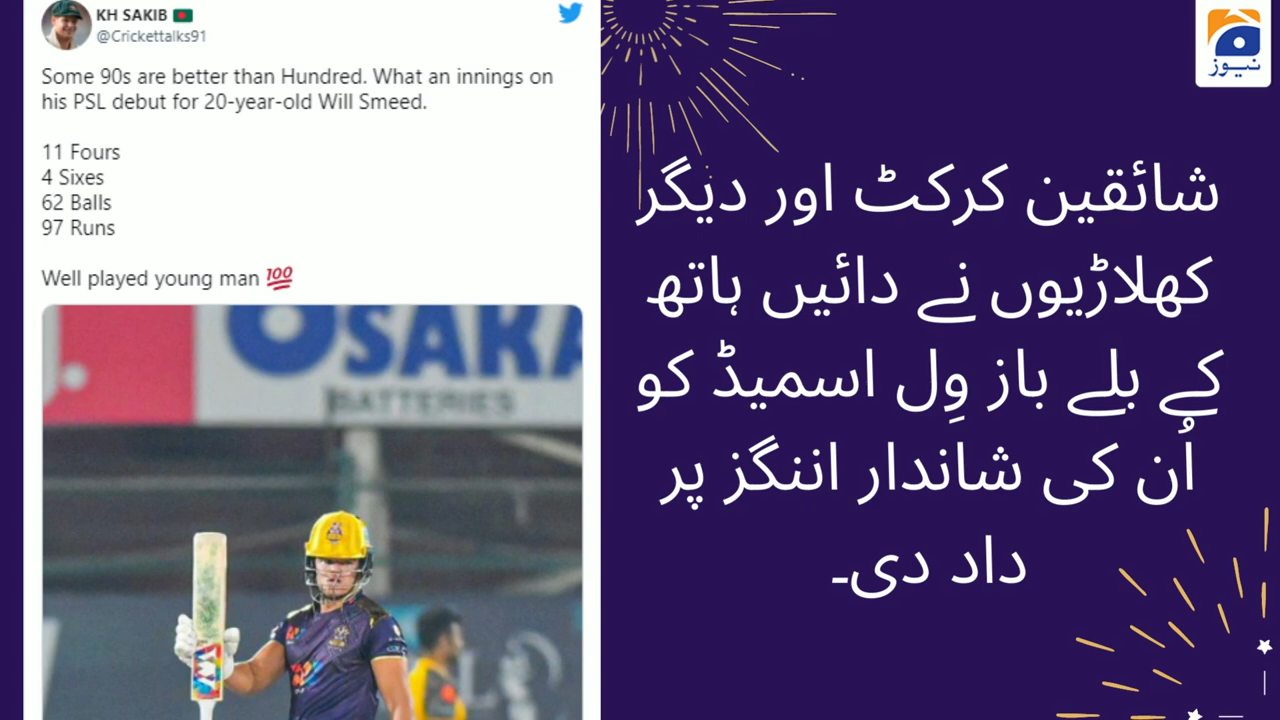 KH SAKIB
@Crickettalks91
Some 90s are better than Hundred. What an innings on
his PSL debut for 20-year-old Will Smeed.
11 Fours
4 Sixes
62 Balls
97 Runs
Well played young man 💯
OSAKA
BATTERIES
نیوز
شائقین کرکٹ اور دیگر
کھلاڑیوں نے دائیں ہاتھ
کے بلے باز وِل اسمیڈ کو
اُن کی شاندار اننگز پر
داد دی۔